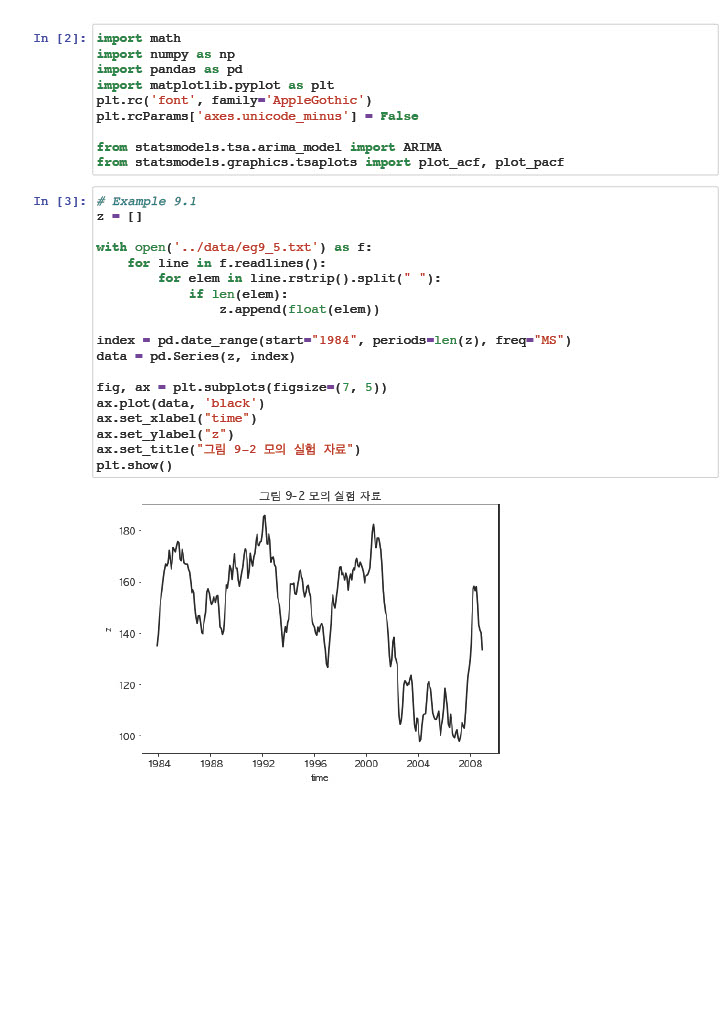 In [2]:
import math
import numpy as np
import pandas as pd
import matplotlib.pyplot as plt
plt.rc('font', family='AppleGothic')
plt.rcParams['axes.unicode_minus'] = False
from statsmodels.tsa.arima_model import ARIMA
from statsmodels.graphics.tsaplots import plot_acf, plot_pacf
In [3]:
# Example 9.1
z = []
with open('../data/eg9_5.txt') as f:
    for line in f.readlines():
        for elem in line.rstrip().split(" "):
            if len(elem):
                z.append(float(elem))
index = pd.date_range(start="1984", periods=len(z), freq="MS")
data = pd.Series(z, index)
fig, ax = plt.subplots(figsize=(7, 5))
ax.plot(data, 'black')
ax.set_xlabel("time")
ax.set_ylabel("z")
ax.set_title("그림 9-2 모의 실험 자료")
plt.show()
그림 9-2 모의 실험 자료
180
160
140
120
100
z
1984 1988 1992 1996 2000 2004 2008
time